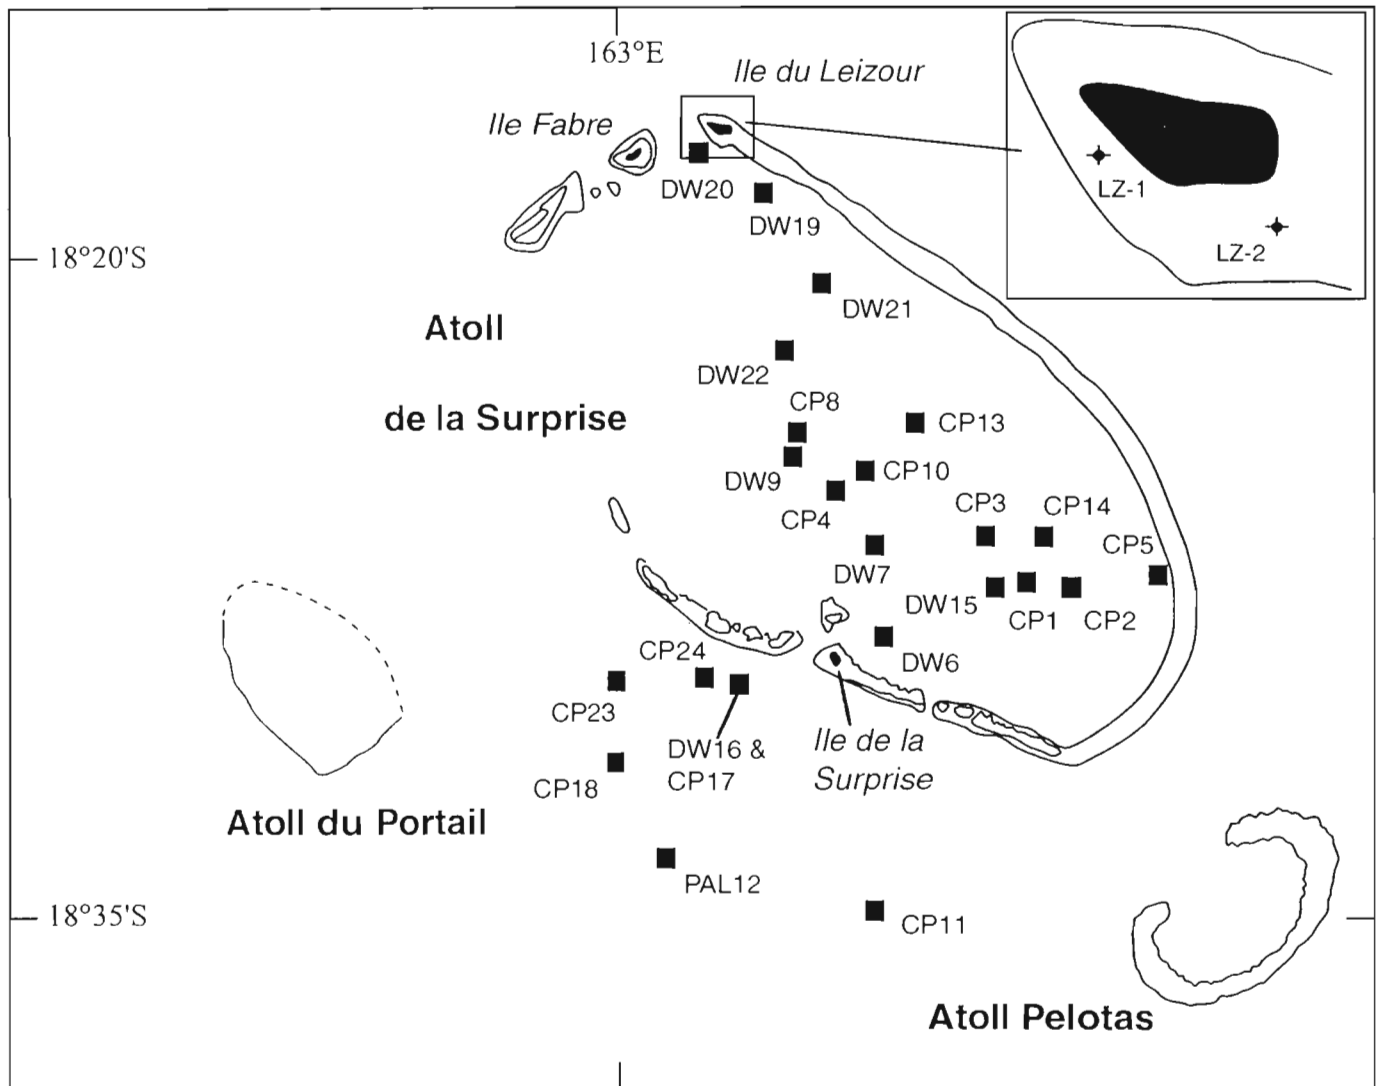 163°E
Ile du Leizour
Ile Fabre
DW20
LZ-1
DW19
LZ-2
18°20'S
DW21
Atoll
DW22
CP8
de la Surprise
CP13
CP10
DW9
CP4
CP3
CP14
CP5
DW7
DW15
CP1
CP2
CP24
DW6
CP23
Ile de la
Surprise
DW16 &
CP17
CP18
Atoll du Portail
PAL12
18°35'S
CP11
Atoll Pelotas